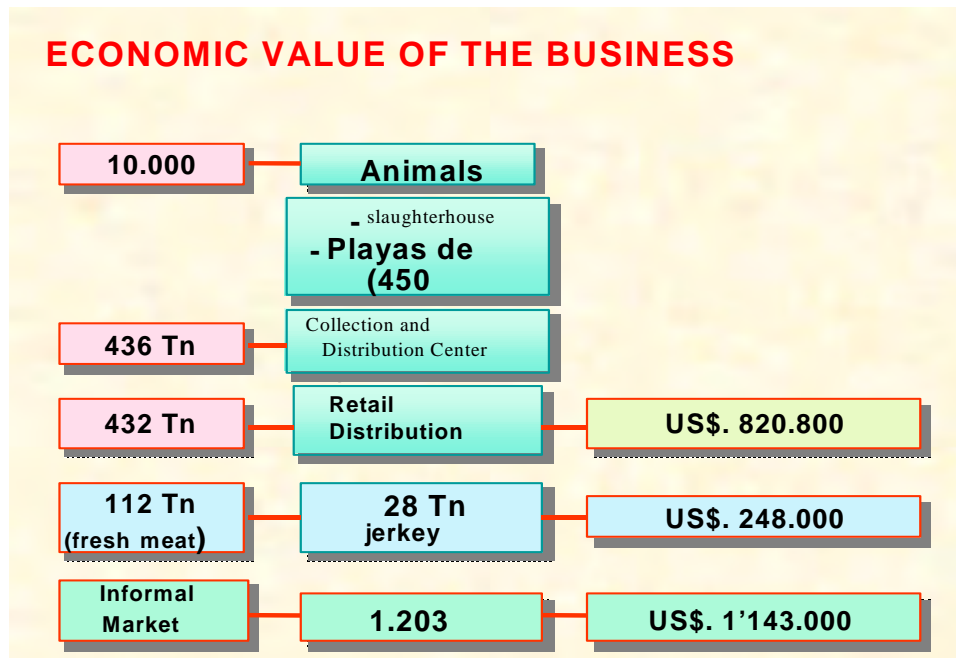 ECONOMIC VALUE OF THE BUSINESS
10.000
Animals
- slaughterhouse
- Playas de
(450
436 Tn
Collection and
Distribution Center
432 Tn
Retail
Distribution
US$. 820.800
112 Tn
(fresh meat)
28 Tn
jerkey
US$. 248.000
Informal
Market
1.203
US$. 1’143.000